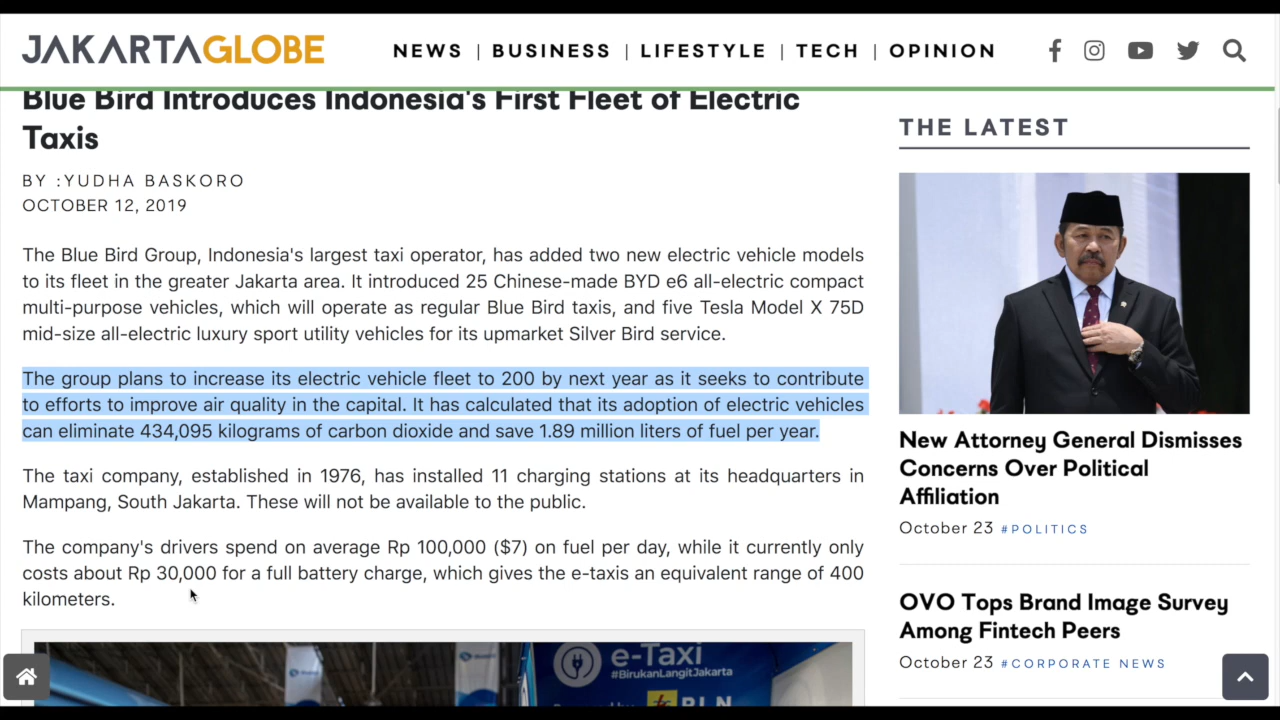 JAKARTAGLOBE
NEWS | BUSINESS | LIFESTYLE | TECH | OPINION
Blue Bird Introduces Indonesia's First Fleet of Electric
Taxis
BY :YUDHA BASKORO
OCTOBER 12, 2019
The Blue Bird Group, Indonesia's largest taxi operator, has added two new electric vehicle models
to its fleet in the greater Jakarta area. It introduced 25 Chinese-made BYD e6 all-electric compact
multi-purpose vehicles, which will operate as regular Blue Bird taxis, and five Tesla Model X 75D
mid-size all-electric luxury sport utility vehicles for its upmarket Silver Bird service.
The group plans to increase its electric vehicle fleet to 200 by next year as it seeks to contribute
to efforts to improve air quality in the capital. It has calculated that its adoption of electric vehicles
can eliminate 434,095 kilograms of carbon dioxide and save 1.89 million liters of fuel per year.
The taxi company, established in 1976, has installed 11 charging stations at its headquarters in
Mampang, South Jakarta. These will not be available to the public.
The company's drivers spend on average Rp 100,000 ($7) on fuel per day, while it currently only
costs about Rp 30,000 for a full battery charge, which gives the e-taxis an equivalent range of 400
kilometers.
e-Taxi
#BirukanLangitJakarta
PLN
THE LATEST
New Attorney General Dismisses
Concerns Over Political
Affiliation
October 23 #POLITICS
OVO Tops Brand Image Survey
Among Fintech Peers
October 23 #CORPORATE NEWS